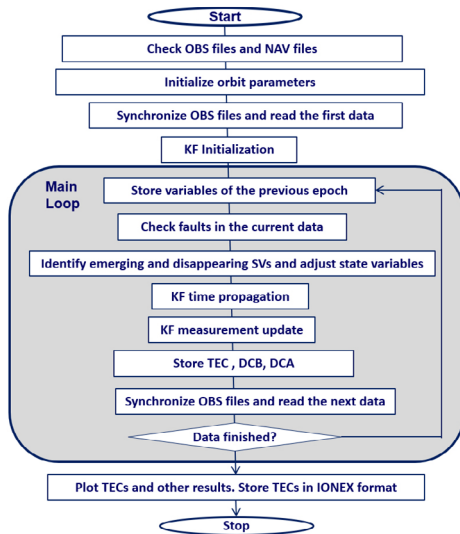 Start
Check OBS files and NAV files
Initialize orbit parameters
Synchronize OBS files and read the first data
KF Initialization
Main
Loop
Store variables of the previous epoch
Check faults in the current data
Identify emerging and disappearing SVs and adjust state variables
KF time propagation
KF measurement update
Store TEC , DCB, DCA
Synchronize OBS files and read the next data
Data finished?
Plot TECs and other results. Store TECs in IONEX format
Stop